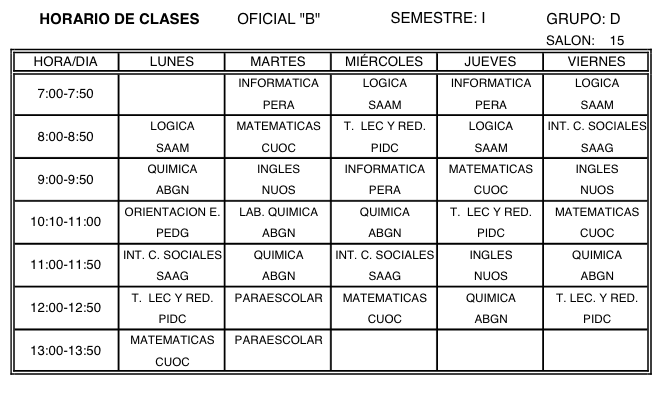 HORARIO DE CLASES OFICIAL "B" SEMESTRE: I GRUPO: D
SALON: 15
HORA/DIA LUNES MARTES MIÉRCOLES JUEVES VIERNES
INFORMATICA LOGICA INFORMATICA LOGICA
7:00-7:50
PERA SAAM PERA SAAM
LOGICA MATEMATICAS T. LEC Y RED. LOGICA INT. C. SOCIALES
8:00-8:50
SAAM CUOC PIDC SAAM SAAG
QUIMICA INGLES INFORMATICA MATEMATICAS INGLES
9:00-9:50
ABGN NUOS PERA CUOC NUOS
ORIENTACION E. LAB. QUIMICA QUIMICA T. LEC Y RED. MATEMATICAS
10:10-11:00
PEDG ABGN ABGN PIDC CUOC
INT. C. SOCIALES QUIMICA INT. C. SOCIALES INGLES QUIMICA
11:00-11:50
SAAG ABGN SAAG NUOS ABGN
T. LEC Y RED. PARAESCOLAR MATEMATICAS QUIMICA T. LEC. Y RED.
12:00-12:50
PIDC CUOC ABGN PIDC
MATEMATICAS PARAESCOLAR
13:00-13:50
CUOC